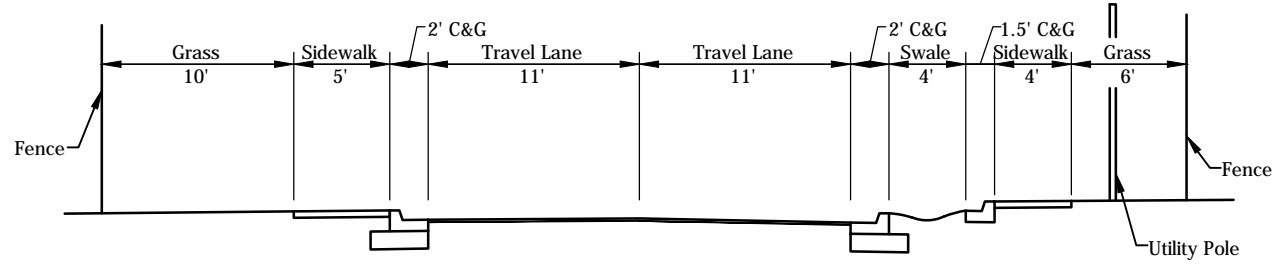 2' C&G
2' C&G
1.5' C&G
Grass
Sidewalk
Travel Lane
Travel Lane
Swale
Sidewalk
Grass
10'
5'
11'
11'
4'
4'
6'
Fence
Fence
Utility Pole